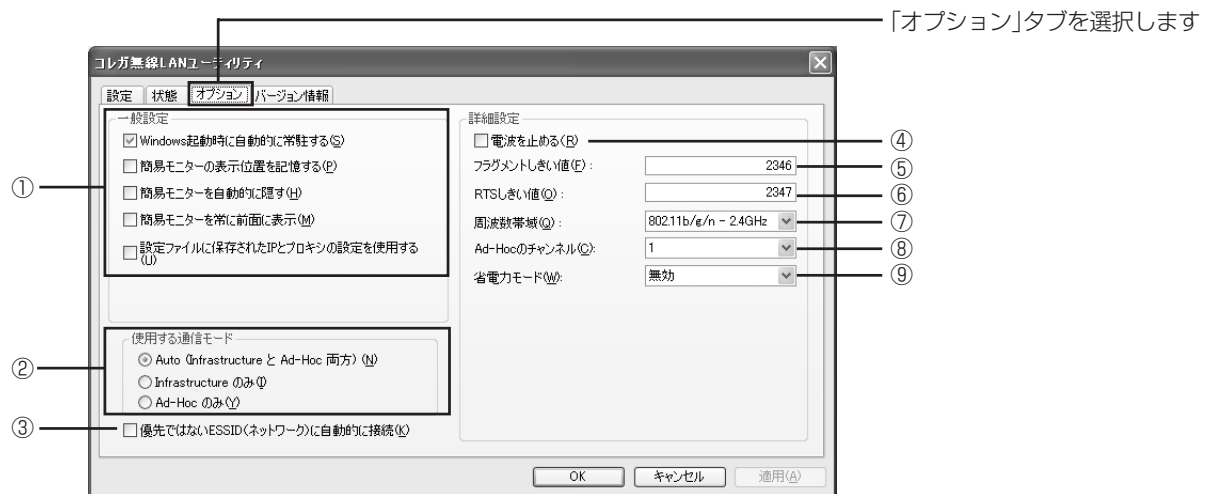 「オプション」タブを選択します
コレガ無線LANユーティリティ
設定 状態 オプション バージョン情報
一般設定
Windows起動時に自動的に常駐する(S)
簡易モニターの表示位置を記憶する(P)
簡易モニターを自動的に隠す(H)
簡易モニターを常に前面に表示(M)
設定ファイルに保存されたIPとプロキシの設定を使用する
(U)
①
使用する通信モード
Auto (Infrastructure と Ad-Hoc 両方) (N)
Infrastructure のみ(I)
Ad-Hoc のみ(Y)
②
③
優先ではないESSID(ネットワーク)に自動的に接続(K)
詳細設定
電波を止める(R) ④
フラグメントしきい値(F) : 2346 ⑤
RTSしきい値(O) : 2347 ⑥
周波数帯域(Q) : 802.11b/g/n - 2.4GHz ⑦
Ad-Hocのチャンネル(C): 1 ⑧
省電力モード(W): 無効 ⑨
OK キャンセル 適用(A)